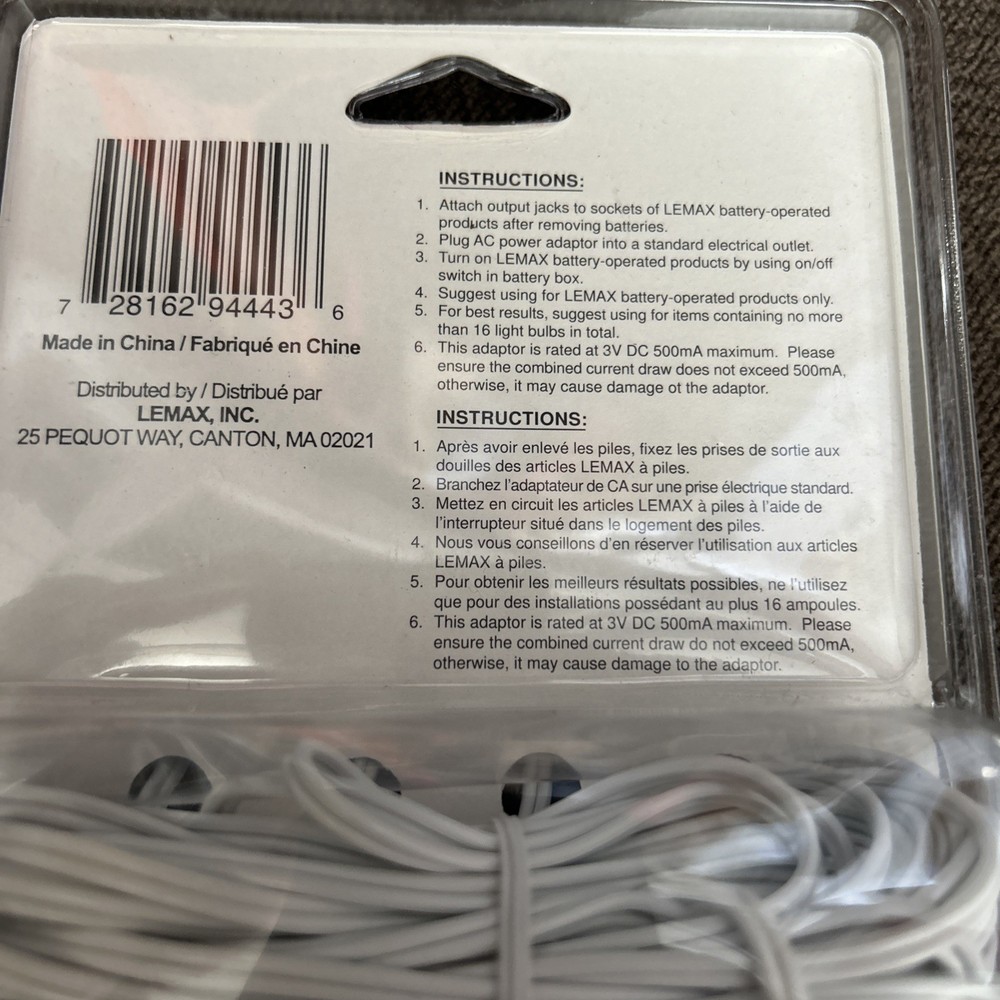 7 28162 94443 6
Made in China / Fabriqué en Chine
Distributed by / Distribué par
LEMAX, INC.
25 PEQUOT WAY, CANTON, MA 02021
INSTRUCTIONS:
1. Attach output jacks to sockets of LEMAX battery-operated
products after removing batteries.
2. Plug AC power adaptor into a standard electrical outlet.
3. Turn on LEMAX battery-operated products by using on/off
switch in battery box.
4. Suggest using for LEMAX battery-operated products only.
5. For best results, suggest using for items containing no more
than 16 light bulbs in total.
6. This adaptor is rated at 3V DC 500mA maximum. Please
ensure the combined current draw does not exceed 500mA,
otherwise, it may cause damage ot the adaptor.
INSTRUCTIONS:
1. Après avoir enlevé les piles, fixez les prises de sortie aux
douilles des articles LEMAX à piles.
2. Branchez l'adaptateur de CA sur une prise électrique standard.
3. Mettez en circuit les articles LEMAX à piles à l'aide de
l'interrupteur situé dans le logement des piles.
4. Nous vous conseillons d'en réserver l'utilisation aux articles
LEMAX à piles.
5. Pour obtenir les meilleurs résultats possibles, ne l'utilisez
que pour des installations possédant au plus 16 ampoules.
6. This adaptor is rated at 3V DC 500mA maximum. Please
ensure the combined current draw do not exceed 500mA,
otherwise, it may cause damage to the adaptor.